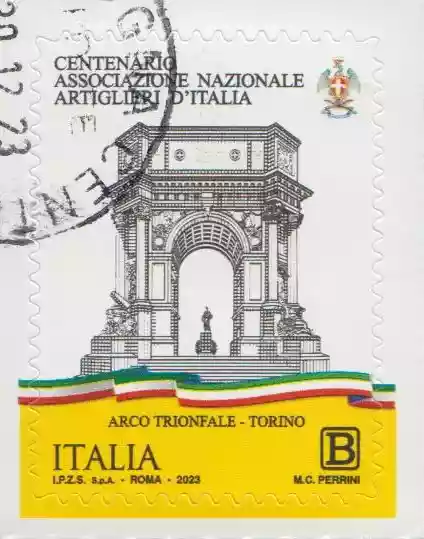 CENTENARIO
ASSOCIAZIONE NAZIONALE
ARTIGLIERI D'ITALIA
ARCO TRIONFALE - TORINO
ITALIA
B
I.P.Z.S. S.p.A. - ROMA - 2023
M.C. PERRINI